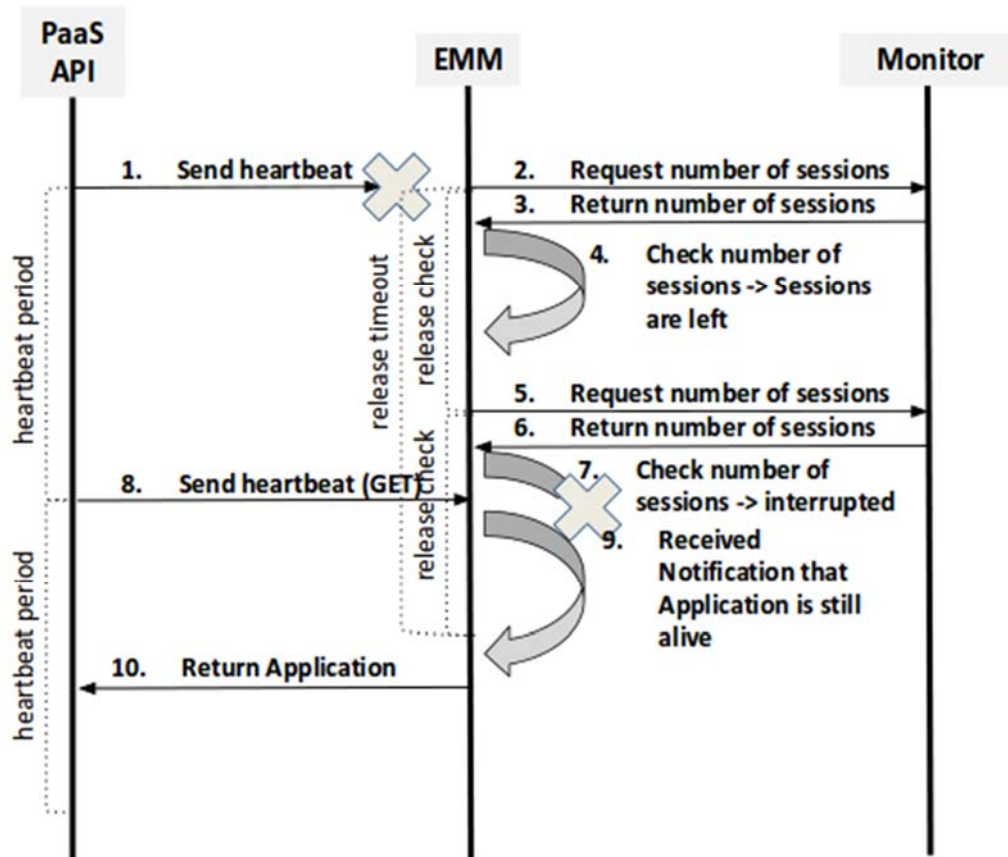 PaaS
API
EMM
Monitor
1. Send heartbeat
2. Request number of sessions
3. Return number of sessions
4. Check number of
sessions -> Sessions
are left
heartbeat period
release timeout
release check
5. Request number of sessions
6. Return number of sessions
7. Check number of
sessions -> interrupted
8. Send heartbeat (GET)
release check
9. Received
Notification that
Application is still
alive
heartbeat period
10. Return Application